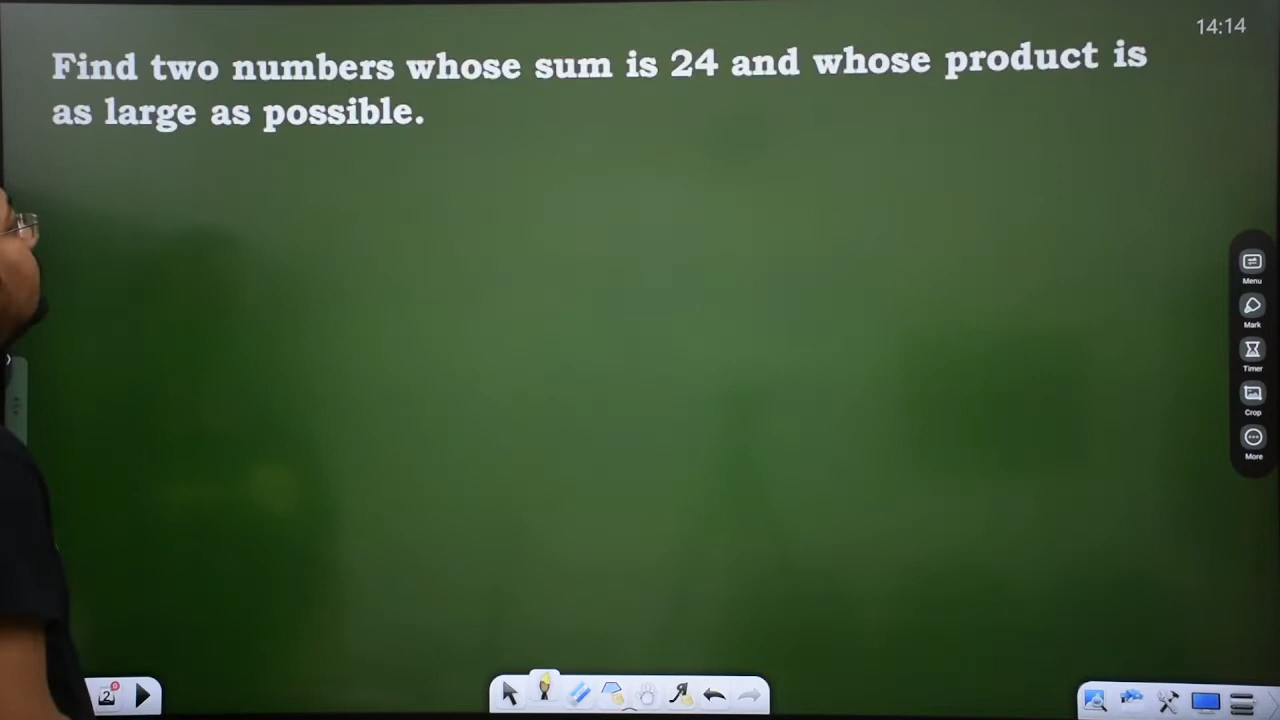 14:14
Find two numbers whose sum is 24 and whose product is
as large as possible.
Menu
Mark
Timer
Crop
More
2